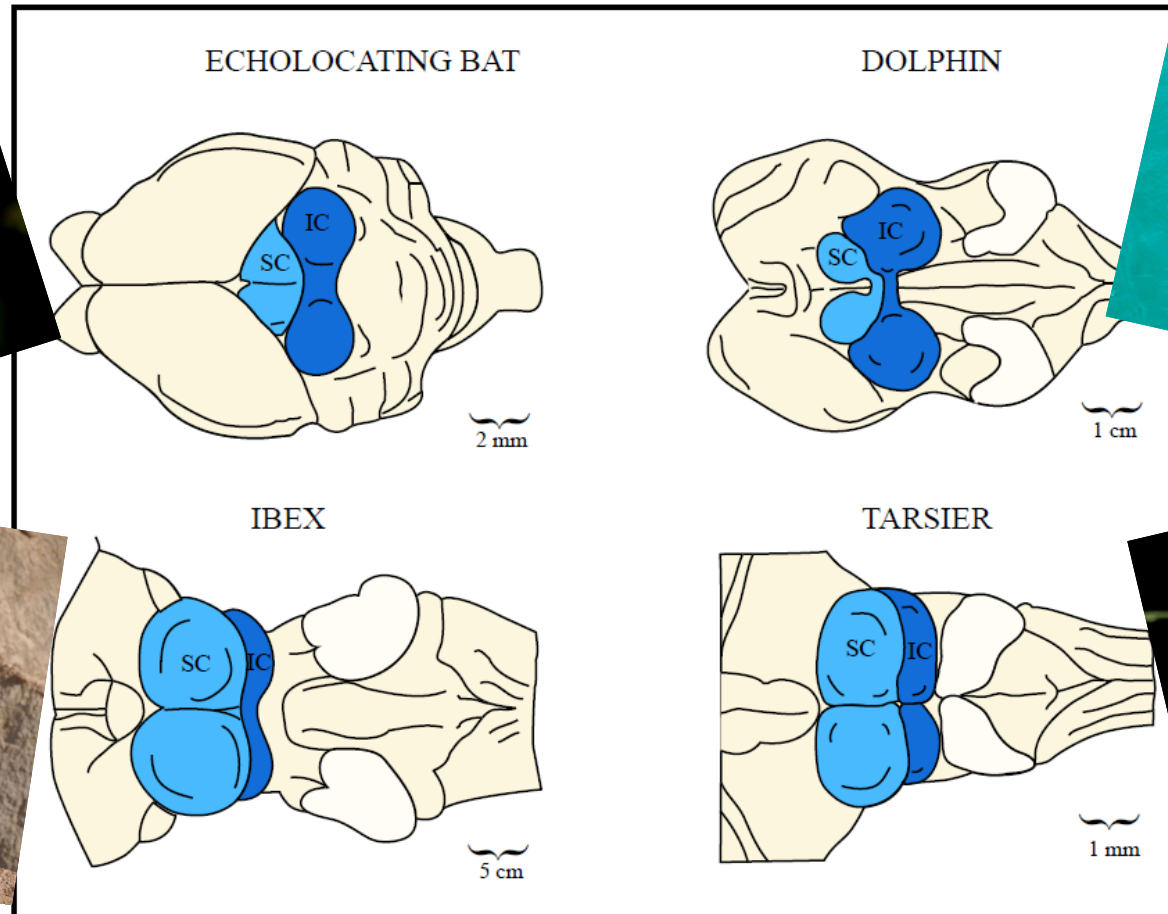 ECHOLOCATING BAT
IC
SC
2 mm
DOLPHIN
IC
SC
1 cm
IBEX
SC
IC
5 cm
TARSIER
SC
IC
1 mm